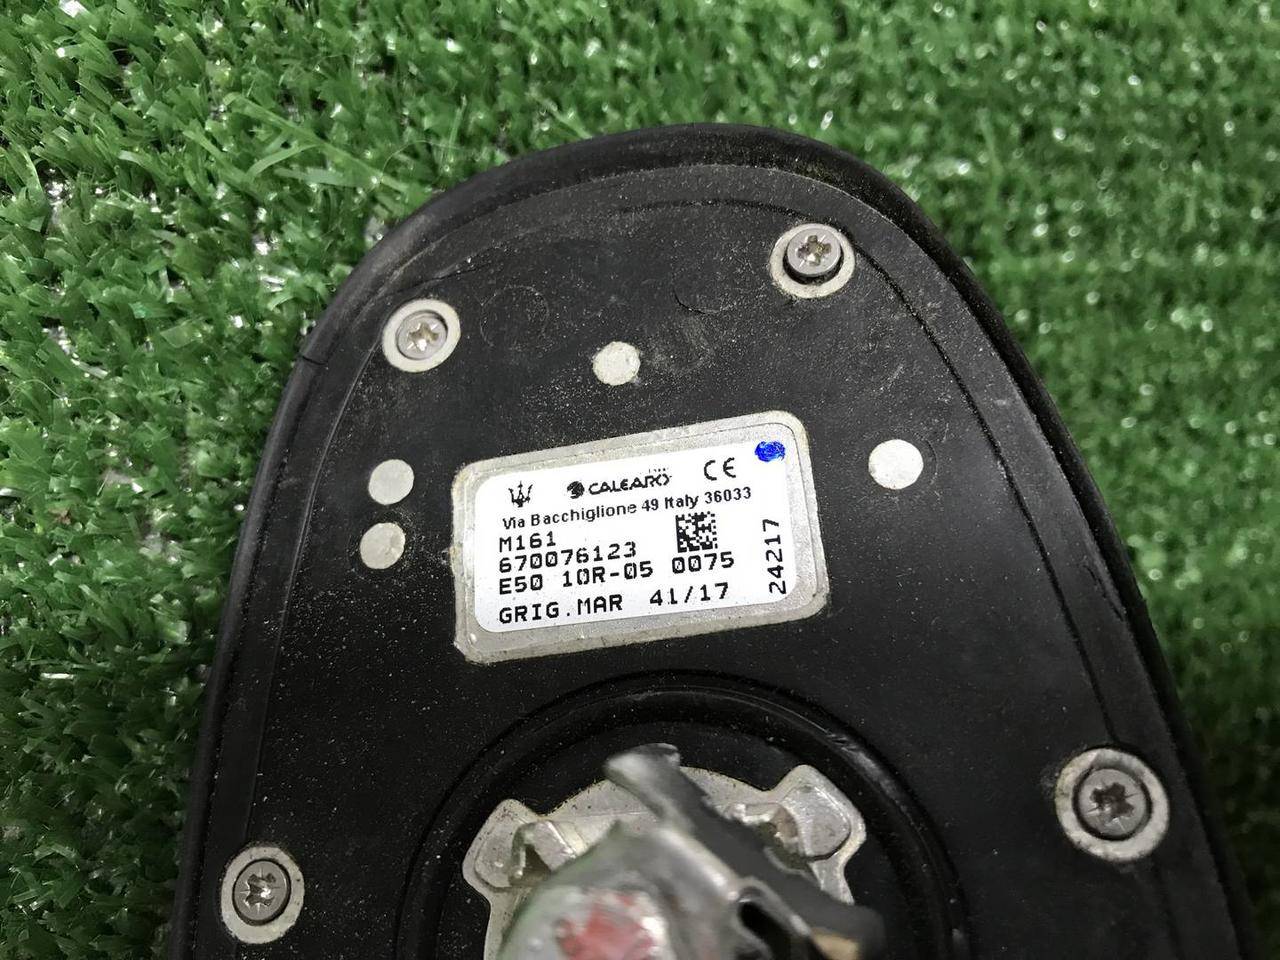 CALEARO CE
Via Bacchiglione 49 Italy 36033
M161
670076123
E50 10R-05 0075
GRIG.MAR 41/17
24217